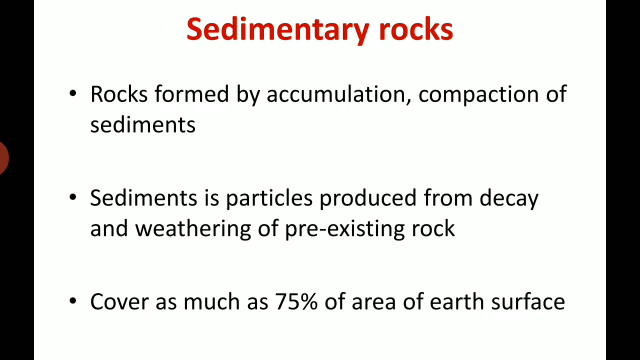 Sedimentary rocks
• Rocks formed by accumulation, compaction of
sediments
• Sediments is particles produced from decay
and weathering of pre-existing rock
• Cover as much as 75% of area of earth surface